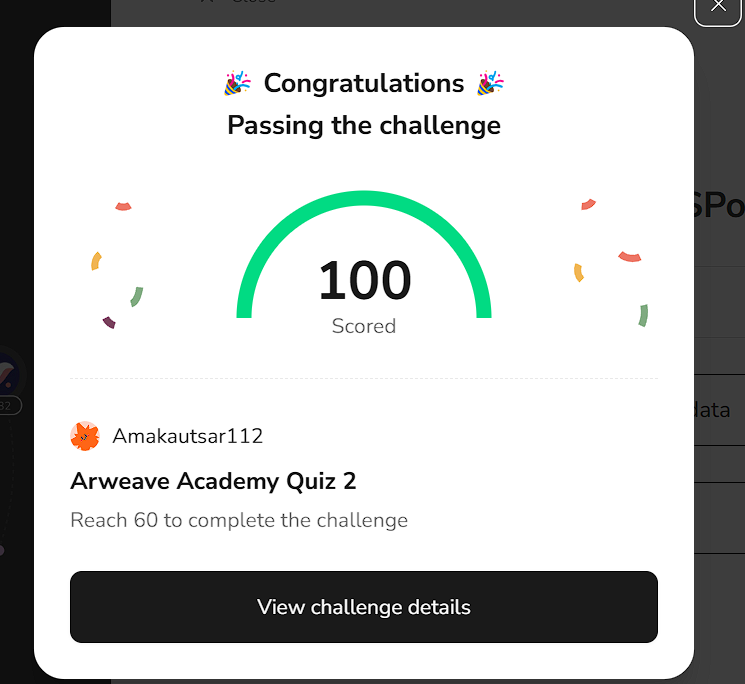 🎉 Congratulations 🎉
Passing the challenge
SPo
100
Scored
data
Amakautsar112
Arweave Academy Quiz 2
Reach 60 to complete the challenge
View challenge details